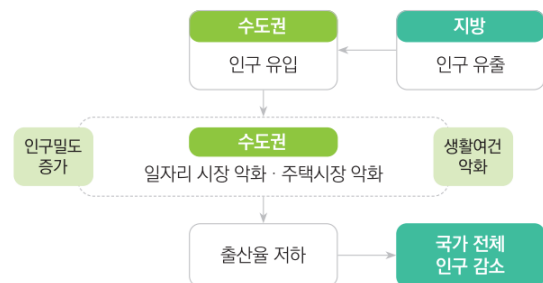 수도권
지방
인구 유입
인구 유출
인구밀도
증가
수도권
일자리 시장 악화 · 주택시장 악화
생활여건
악화
출산율 저하
국가 전체
인구 감소